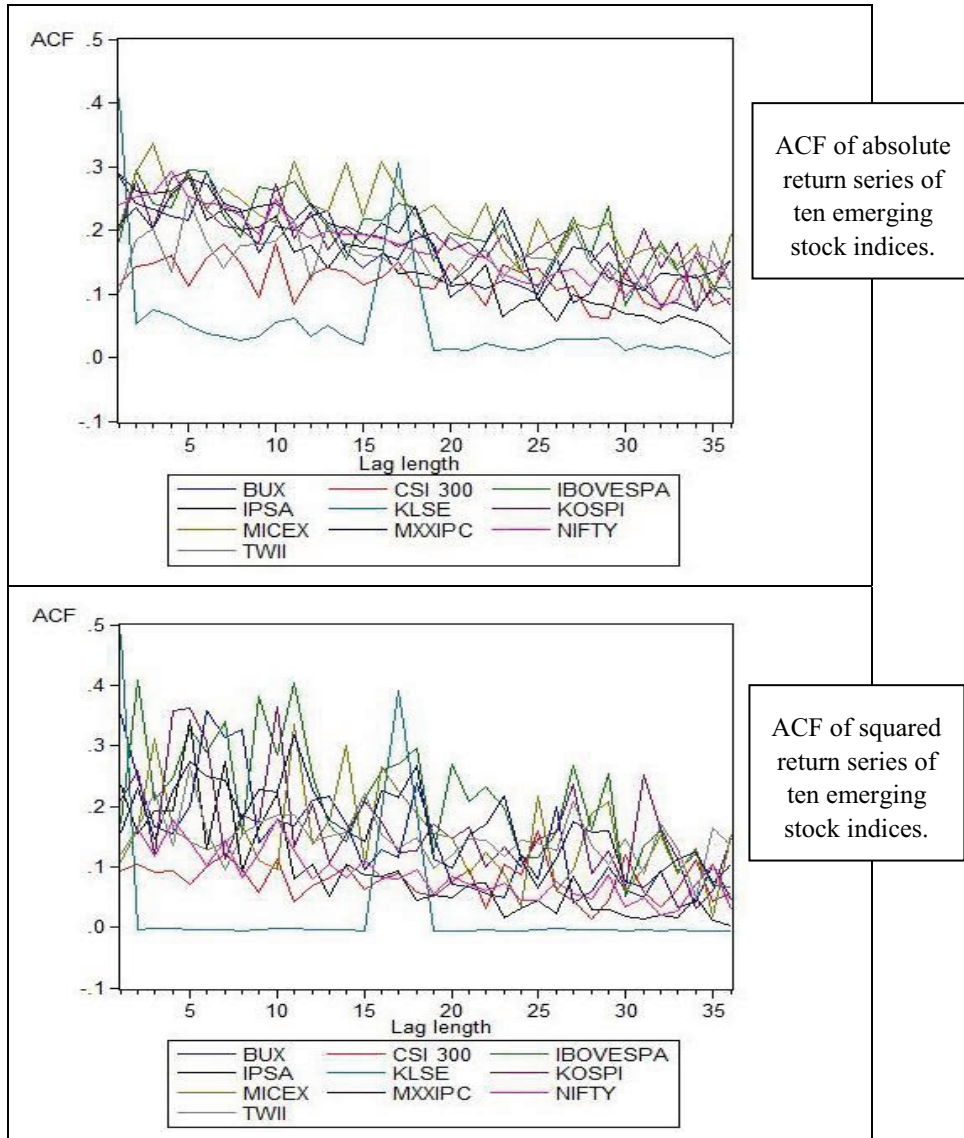 ACF
.5
.4
.3
.2
.1
.0
-.1
5 10 15 20 25 30 35
Lag length
BUX CSI 300 IBOVESPA
IPSA KLSE KOSPI
MICEX MXXIPC NIFTY
TWII
ACF of absolute
return series of
ten emerging
stock indices.
ACF
.5
.4
.3
.2
.1
.0
-.1
5 10 15 20 25 30 35
Lag length
BUX CSI 300 IBOVESPA
IPSA KLSE KOSPI
MICEX MXXIPC NIFTY
TWII
ACF of squared
return series of
ten emerging
stock indices.